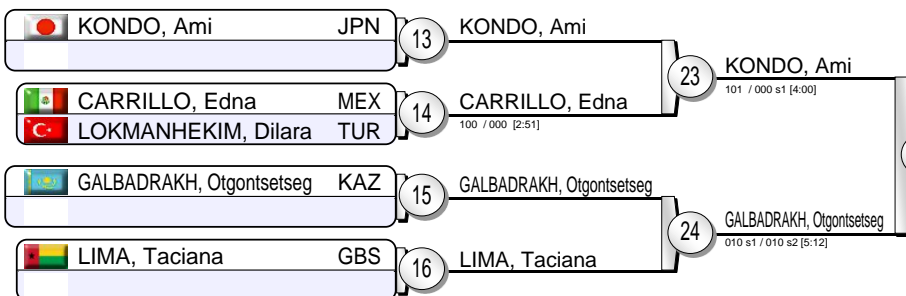 KONDO, Ami JPN
13
KONDO, Ami
23
KONDO, Ami
101 / 000 s1 [4:00]
CARRILLO, Edna MEX
LOKMANHEKIM, Dilara TUR
14
CARRILLO, Edna
100 / 000 [2:51]
GALBADRAKH, Otgontsetseg KAZ
15
GALBADRAKH, Otgontsetseg
24
GALBADRAKH, Otgontsetseg
010 s1 / 010 s2 [5:12]
LIMA, Taciana GBS
16
LIMA, Taciana